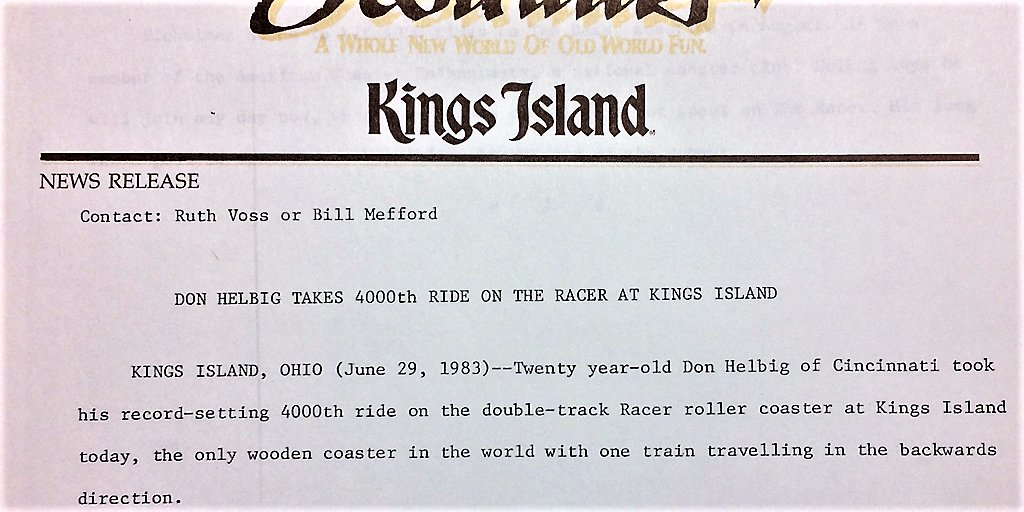 A WHOLE NEW WORLD OF OLD WORLD FUN.
Kings Island
NEWS RELEASE
Contact: Ruth Voss or Bill Mefford
DON HELBIG TAKES 4000th RIDE ON THE RACER AT KINGS ISLAND
KINGS ISLAND, OHIO (June 29, 1983)--Twenty year-old Don Helbig of Cincinnati took
his record-setting 4000th ride on the double-track Racer roller coaster at Kings Island
today, the only wooden coaster in the world with one train travelling in the backwards
direction.